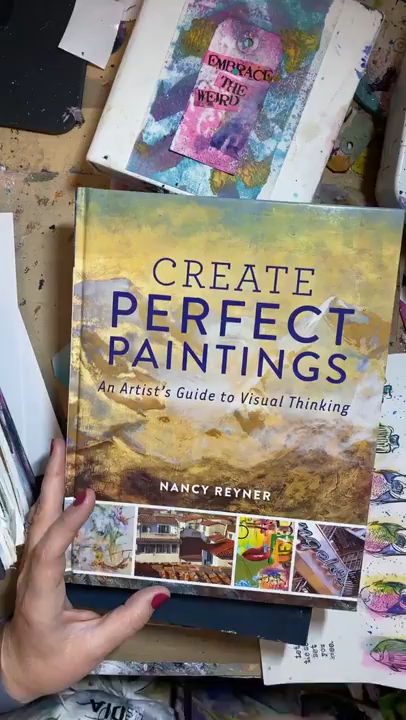 EMBRACE
THE
WEIRD
CREATE
PERFECT
PAINTINGS
An Artist's Guide to Visual Thinking
NANCY REYNER